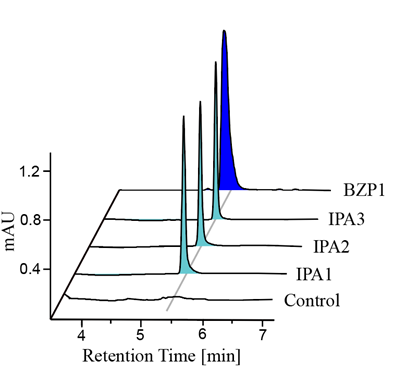 BZP1
1.2
IPA3
0.8
mAU
IPA2
0.4
IPA1
Control
4 5 6 7
Retention Time [min]